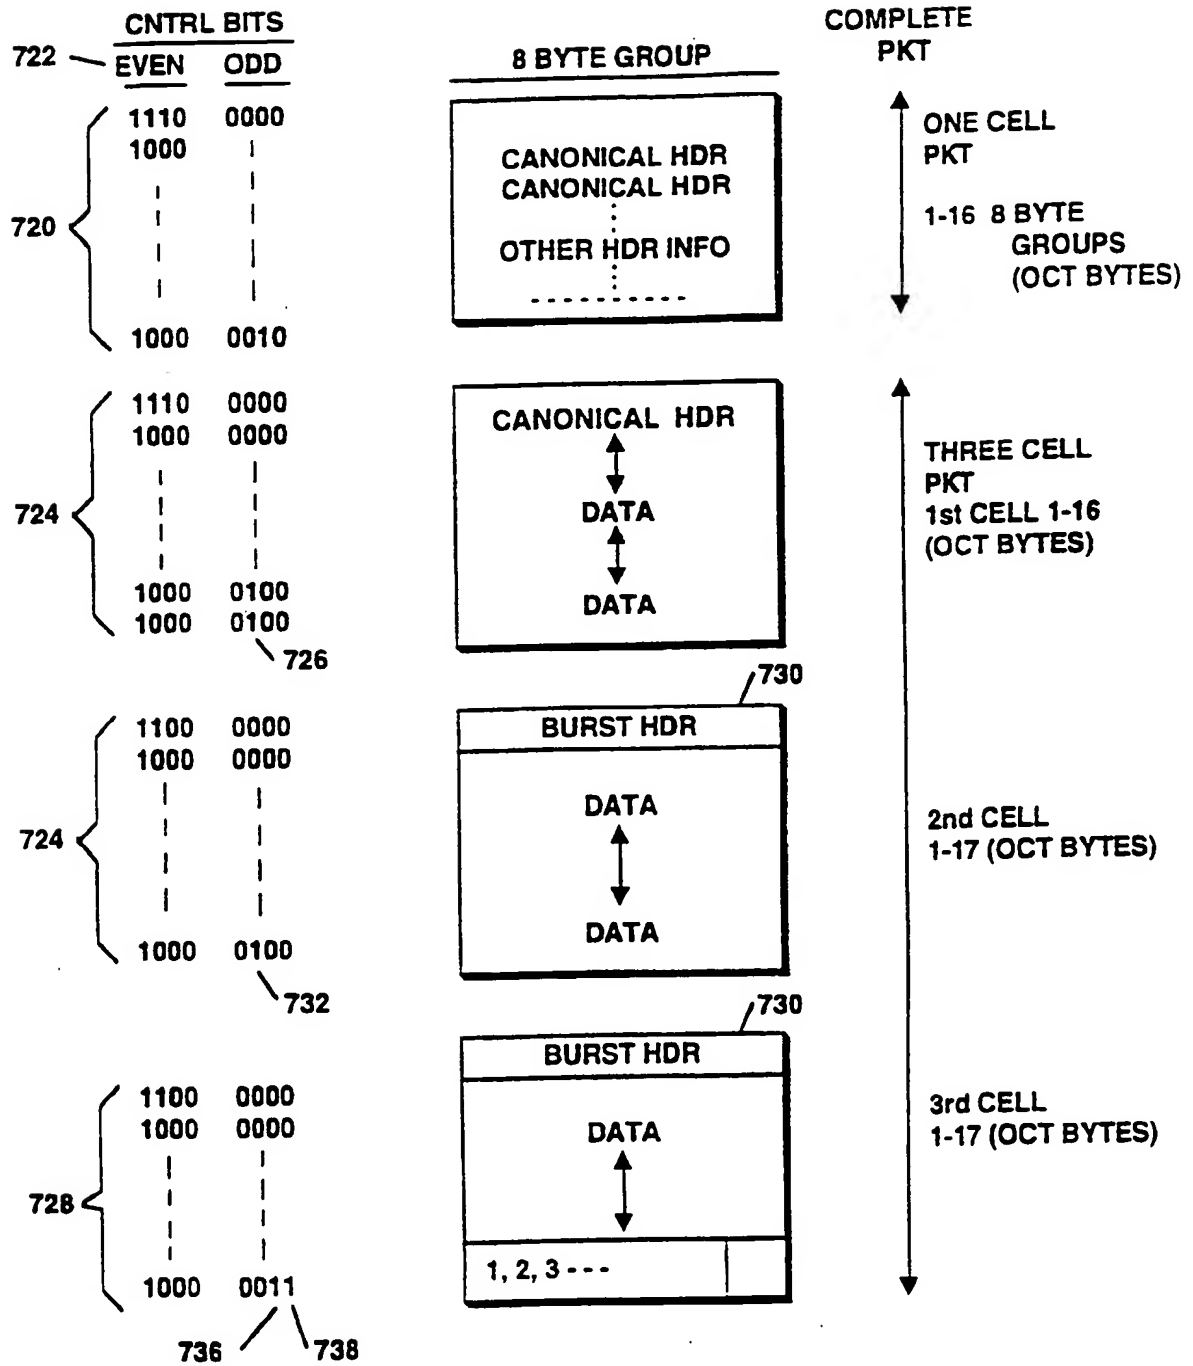 CNTRL BITS
722 EVEN ODD
8 BYTE GROUP
COMPLETE
PKT
720
1110 0000
1000
1000 0010
CANONICAL HDR
CANONICAL HDR
OTHER HDR INFO
ONE CELL
PKT
1-16 8 BYTE
GROUPS
(OCT BYTES)
724
1110 0000
1000 0000
1000 0100
1000 0100
726
CANONICAL HDR
DATA
DATA
THREE CELL
PKT
1st CELL 1-16
(OCT BYTES)
724
1100 0000
1000 0000
1000 0100
732
730
BURST HDR
DATA
DATA
2nd CELL
1-17 (OCT BYTES)
728
1100 0000
1000 0000
1000 0011
736 738
730
BURST HDR
DATA
1, 2, 3 - - -
3rd CELL
1-17 (OCT BYTES)